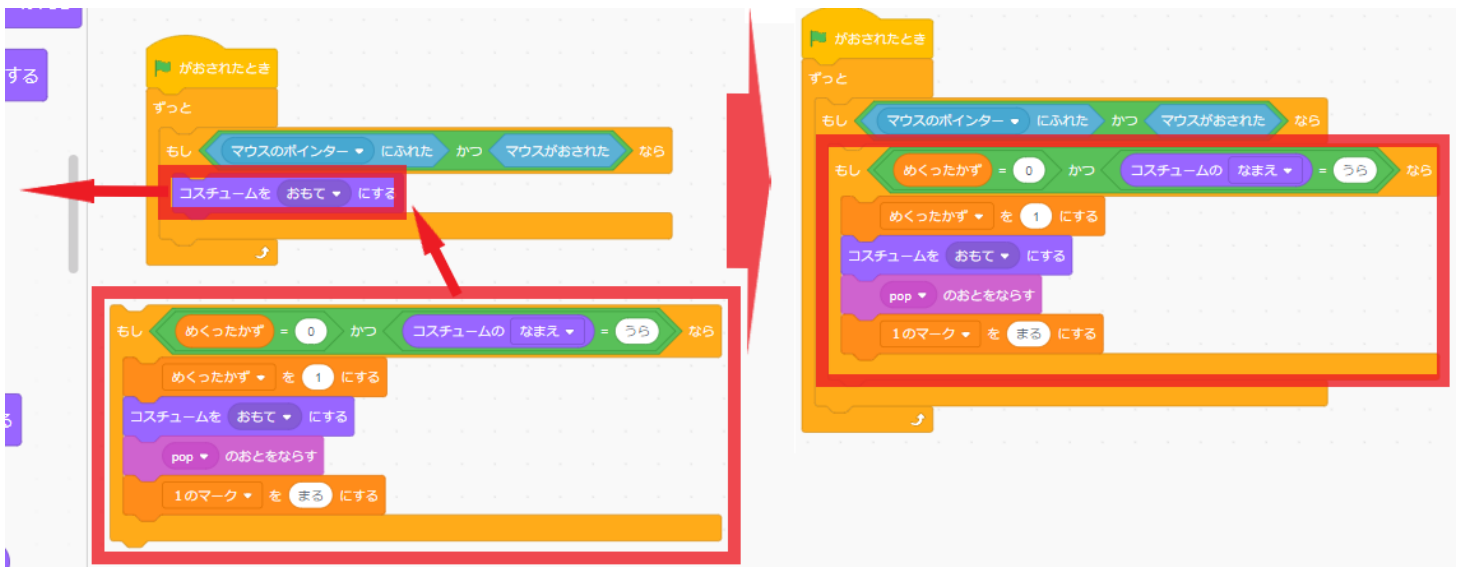 する
がおされたとき
ずっと
もし マウスのポインター にふれた かつ マウスがおされた なら
コスチュームを おもて にする
もし めくったかず = 0 かつ コスチュームの なまえ = うら なら
めくったかず を 1 にする
コスチュームを おもて にする
pop のおとをならす
1のマーク を まる にする
がおされたとき
ずっと
もし マウスのポインター にふれた かつ マウスがおされた なら
もし めくったかず = 0 かつ コスチュームの なまえ = うら なら
めくったかず を 1 にする
コスチュームを おもて にする
pop のおとをならす
1のマーク を まる にする